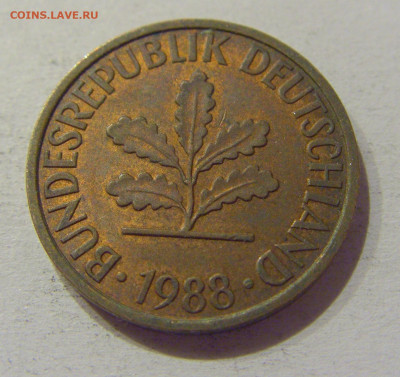 COINS.LAVE.RU
BUNDESREPUBLIK DEUTSCHLAND
· 1988 ·